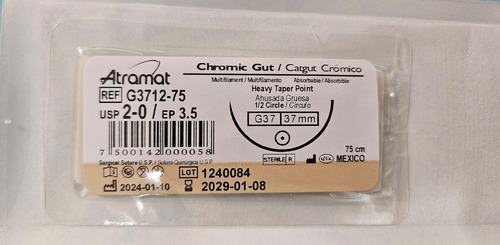 Atramat
Chromic Gut / Catgut Crómico
Multifilament / Multifilamento Absorbable / Absorbible
REF G3712-75
Heavy Taper Point
Ahusada Gruesa
1/2 Circle / Círculo
USP 2-0 / EP 3.5
G37 37 mm
7 500142 000058
75 cm
Surgical Suture U.S.P. / Sutura Quirúrgica U.S.P.
STERILE R
MEXICO
LOT 1240084
2024-01-10
2029-01-08